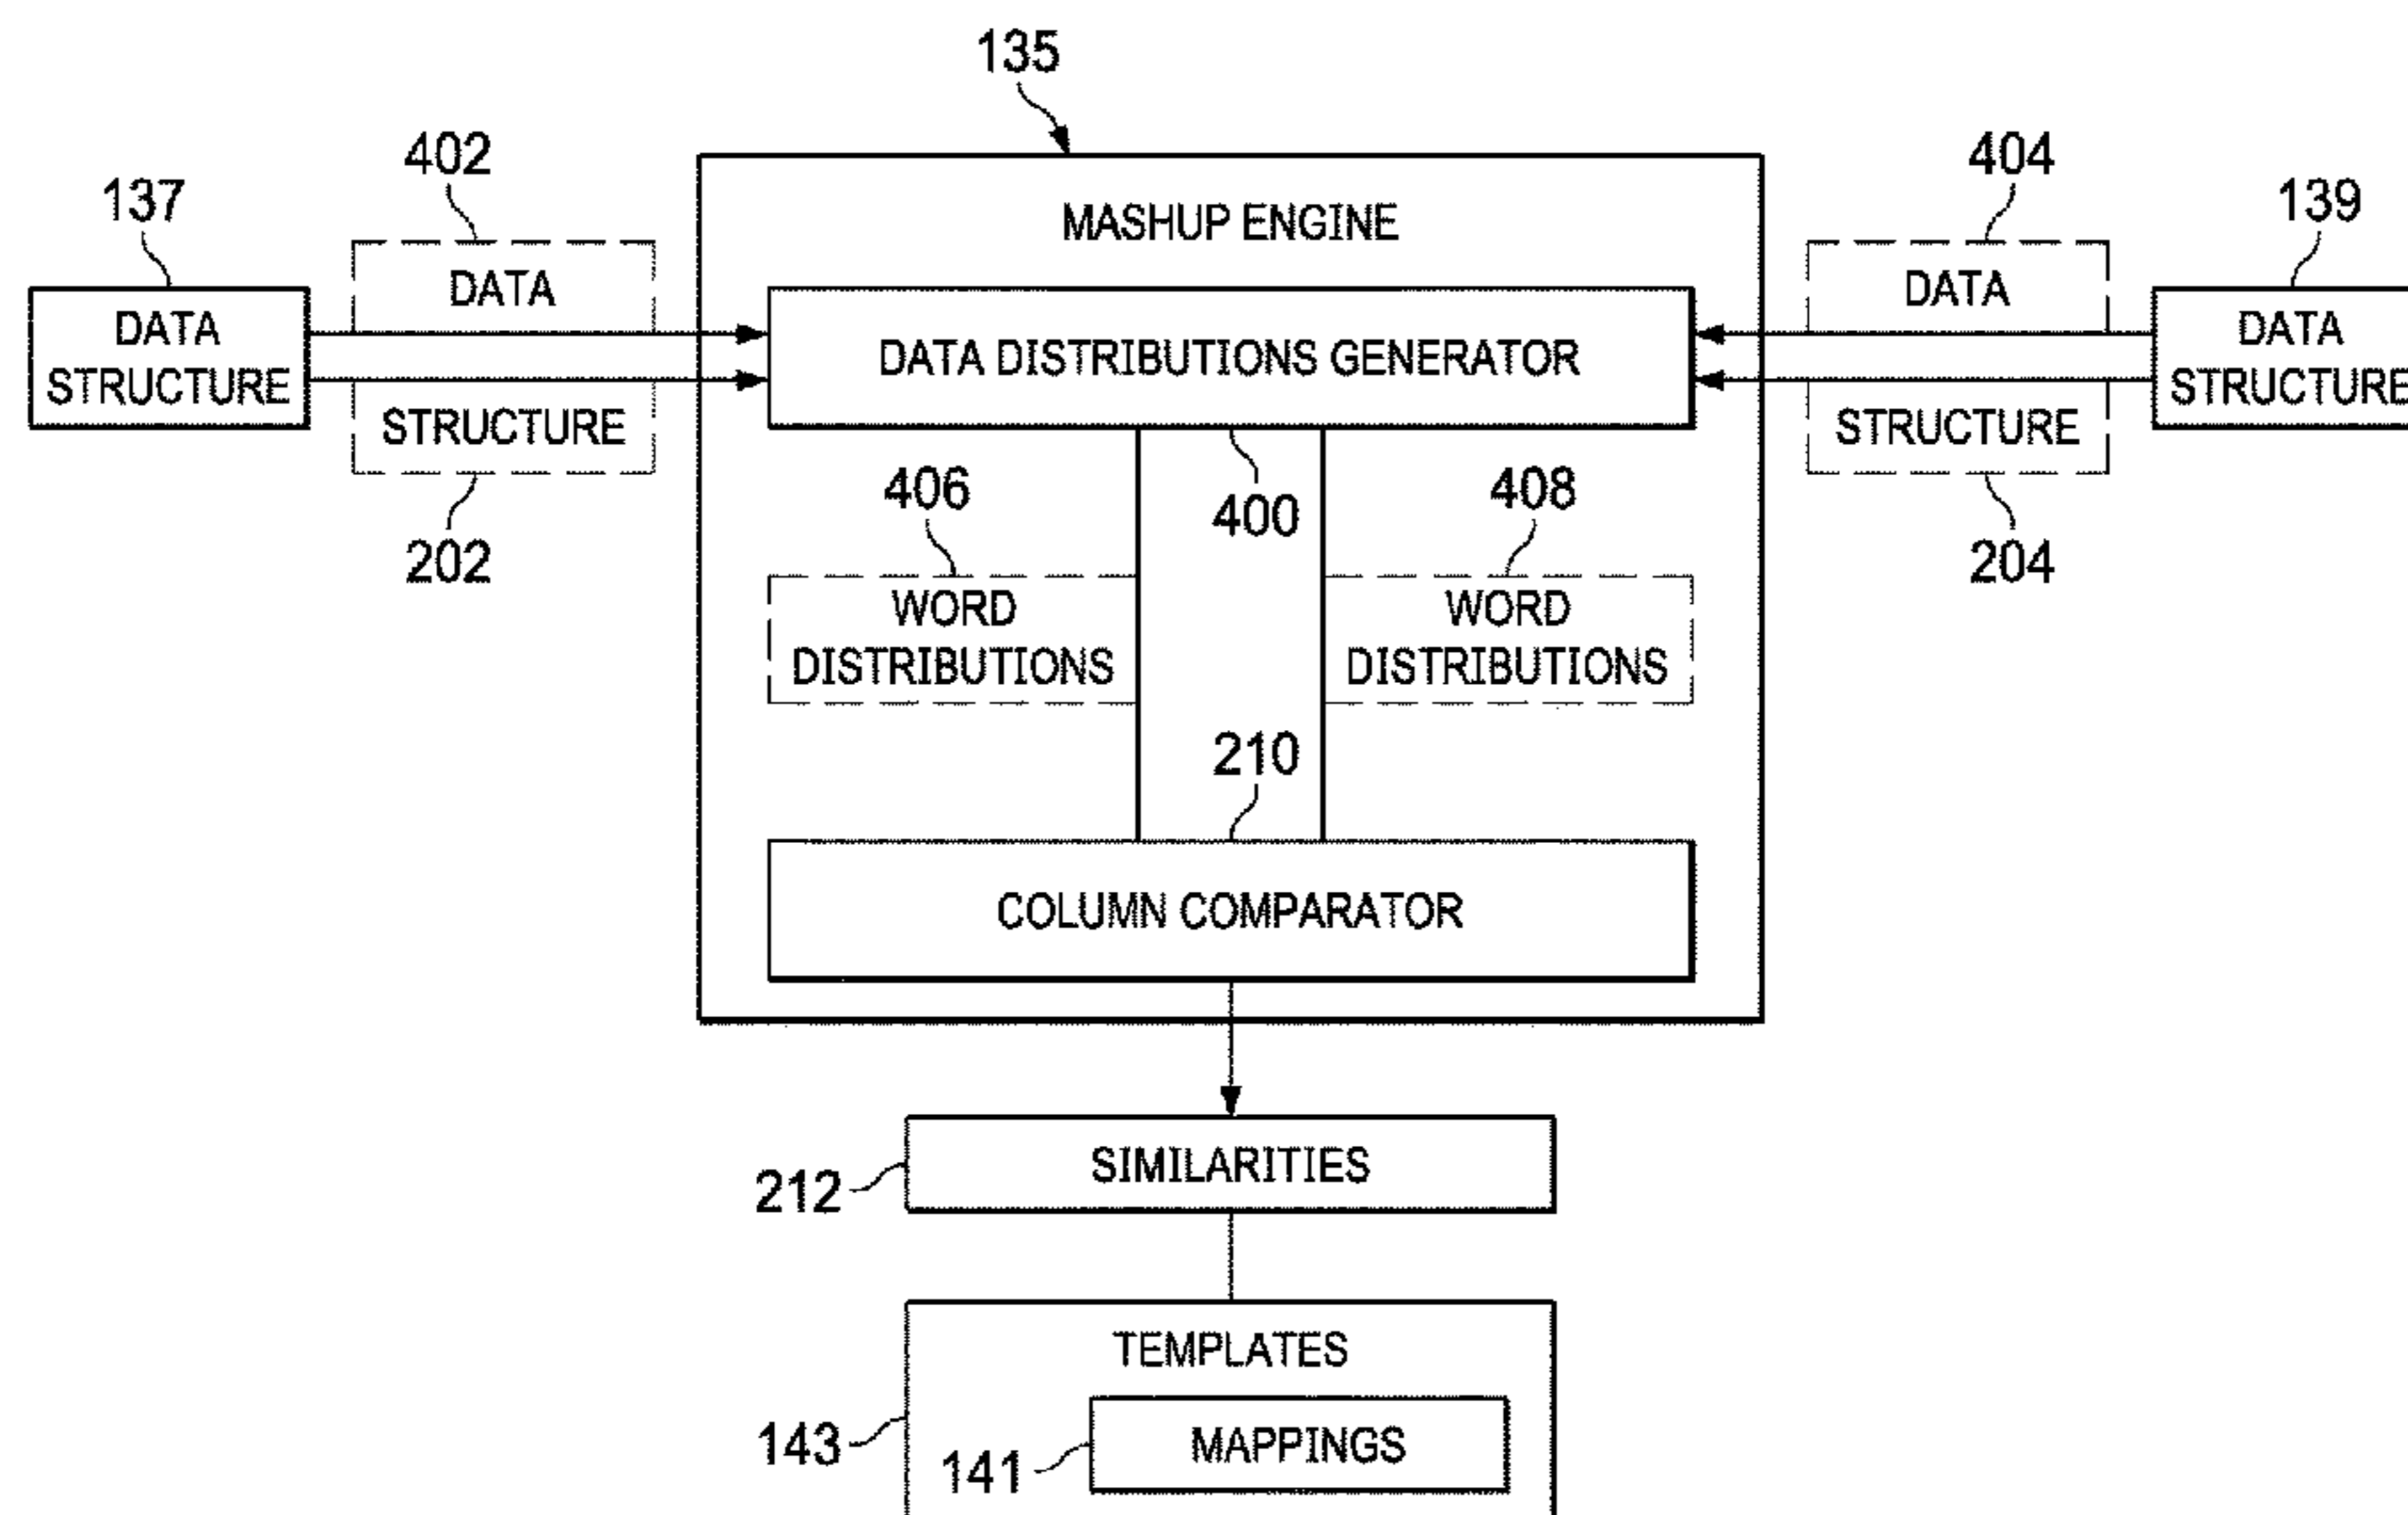 135
402
404
137
139
MASHUP ENGINE
DATA
DATA
DATA
STRUCTURE
DATA DISTRIBUTIONS GENERATOR
DATA
STRUCTURE
STRUCTURE
STRUCTURE
406
400
408
202
204
WORD
DISTRIBUTIONS
WORD
DISTRIBUTIONS
210
COLUMN COMPARATOR
SIMILARITIES
212
TEMPLATES
143
MAPPINGS
141